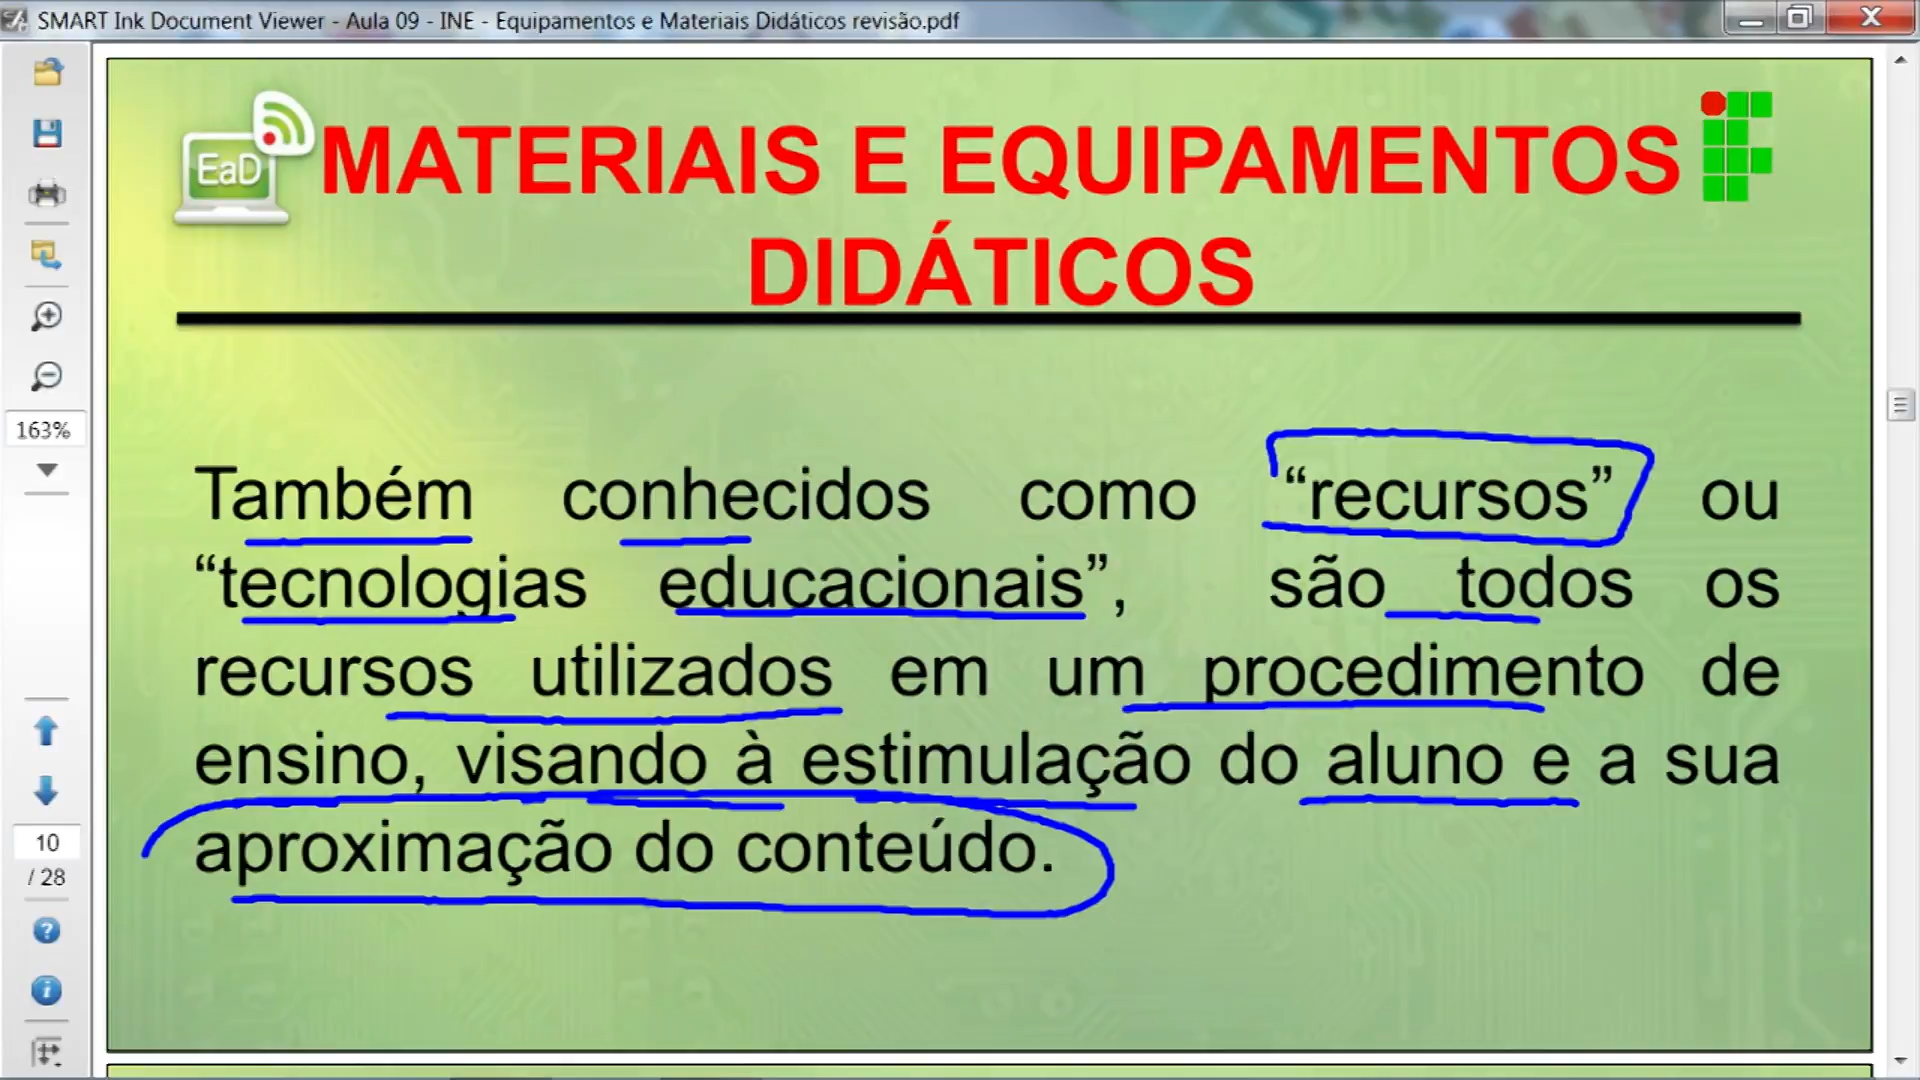 SMART Ink Document Viewer - Aula 09 - INE - Equipamentos e Materiais Didáticos revisão.pdf
EaD
MATERIAIS E EQUIPAMENTOS
DIDÁTICOS
163%
Também conhecidos como “recursos” ou
“tecnologias educacionais”, são todos os
recursos utilizados em um procedimento de
ensino, visando à estimulação do aluno e a sua
aproximação do conteúdo.
10
/ 28